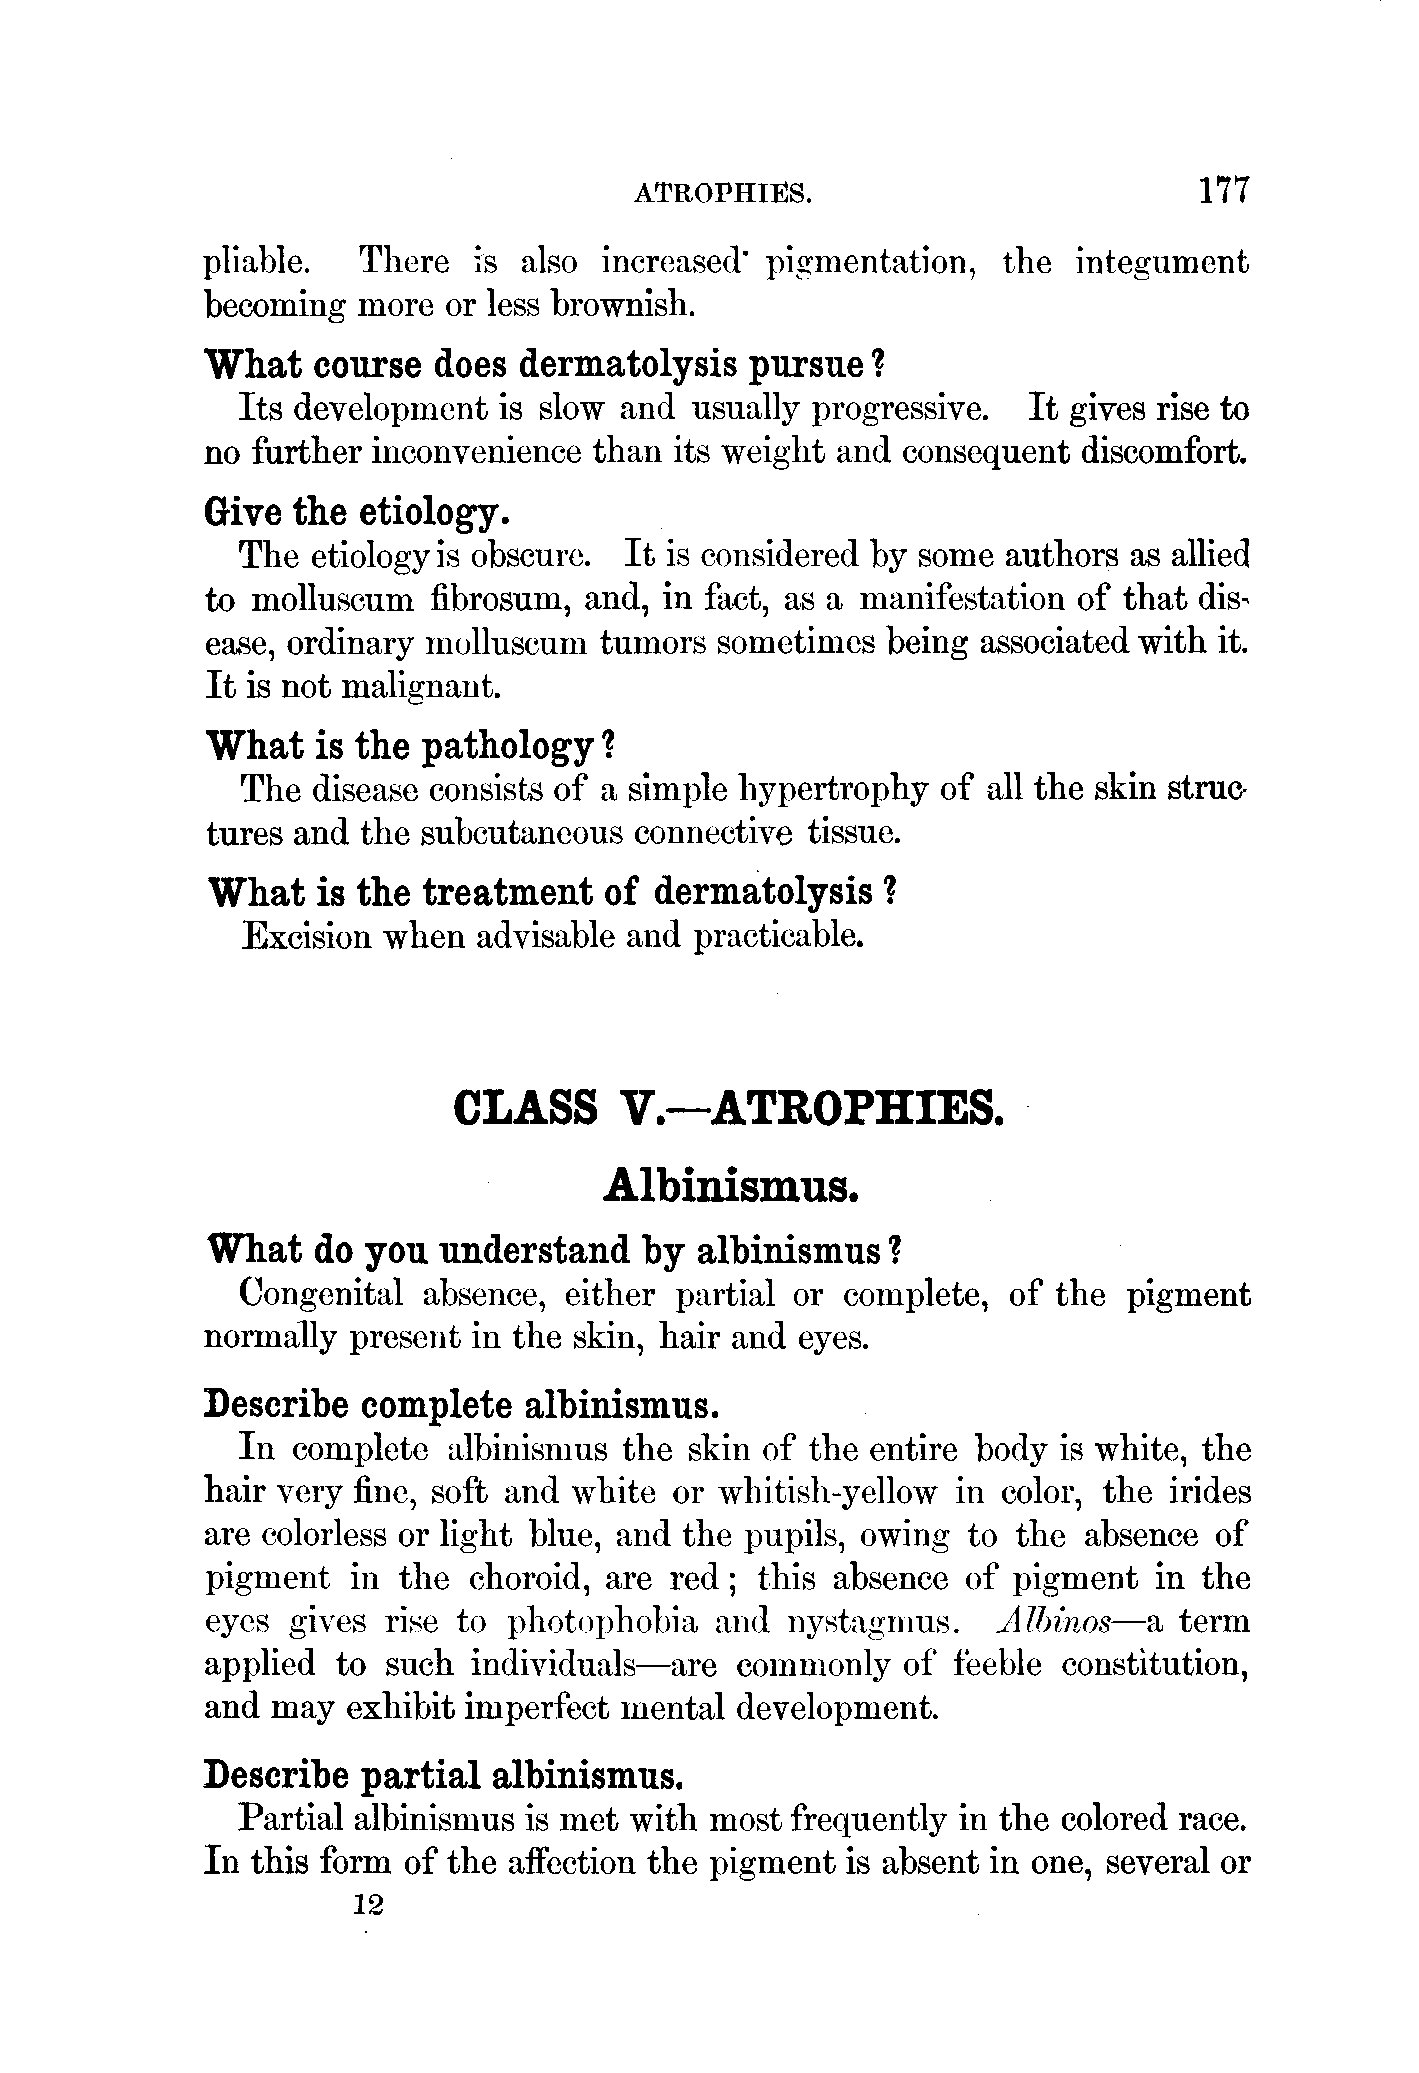 ATROPHIES. 177
pliable. There is also increased pigmentation, the integument
becoming more or less brownish.
What course does dermatolysis pursue?
Its development is slow and usually progressive. It gives rise to
no further inconvenience than its weight and consequent discomfort.
Give the etiology.
The etiology is obscure. It is considered by some authors as allied
to molluscum fibrosum, and, in fact, as a manifestation of that dis-
ease, ordinary molluscum tumors sometimes being associated with it.
It is not malignant.
What is the pathology?
The disease consists of a simple hypertrophy of all the skin struc-
tures and the subcutaneous connective tissue.
What is the treatment of dermatolysis?
Excision when advisable and practicable.
CLASS V.—ATROPHIES.
Albinismus.
What do you understand by albinismus?
Congenital absence, either partial or complete, of the pigment
normally present in the skin, hair and eyes.
Describe complete albinismus.
In complete albinismus the skin of the entire body is white, the
hair very fine, soft and white or whitish-yellow in color, the irides
are colorless or light blue, and the pupils, owing to the absence of
pigment in the choroid, are red; this absence of pigment in the
eyes gives rise to photophobia and nystagmus. Albinos—a term
applied to such individuals—are commonly of feeble constitution,
and may exhibit imperfect mental development.
Describe partial albinismus.
Partial albinismus is met with most frequently in the colored race.
In this form of the affection the pigment is absent in one, several or
12